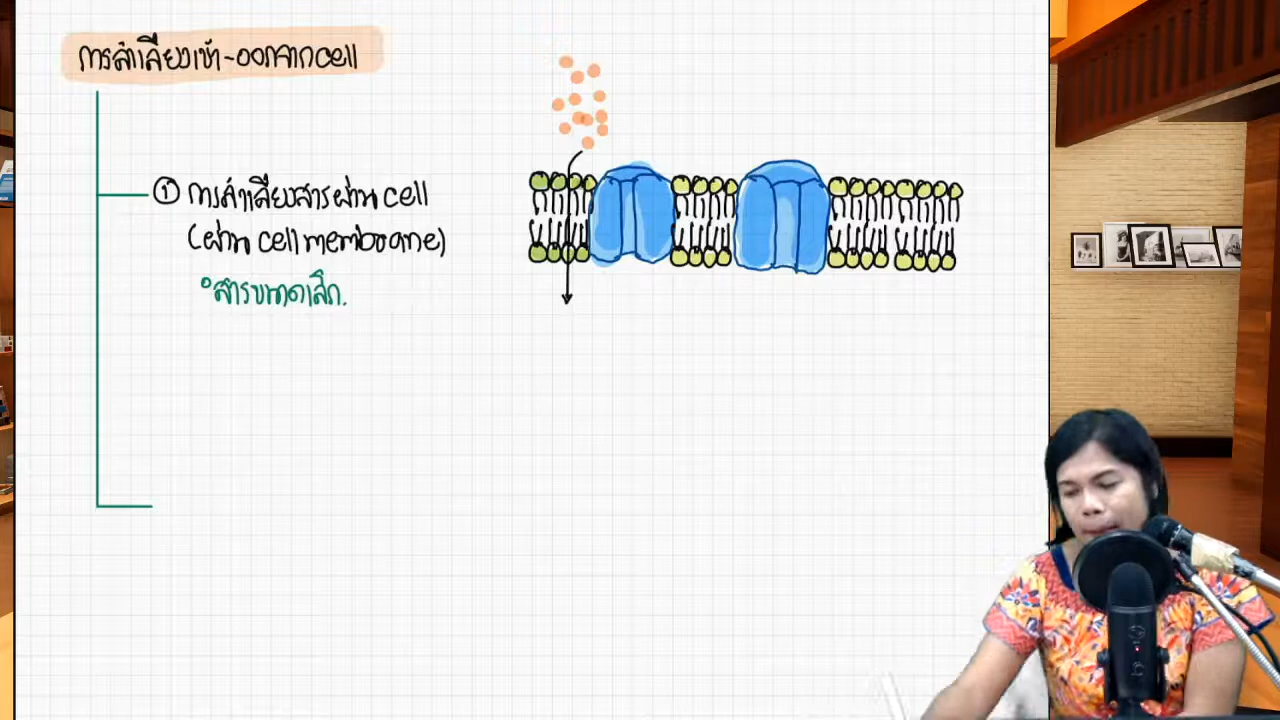 การลำเลียงเข้า-ออกจากcell
① การลำเลียงสารผ่าน cell
(ผ่าน cell membrane)
°สารขนาดเล็ก.